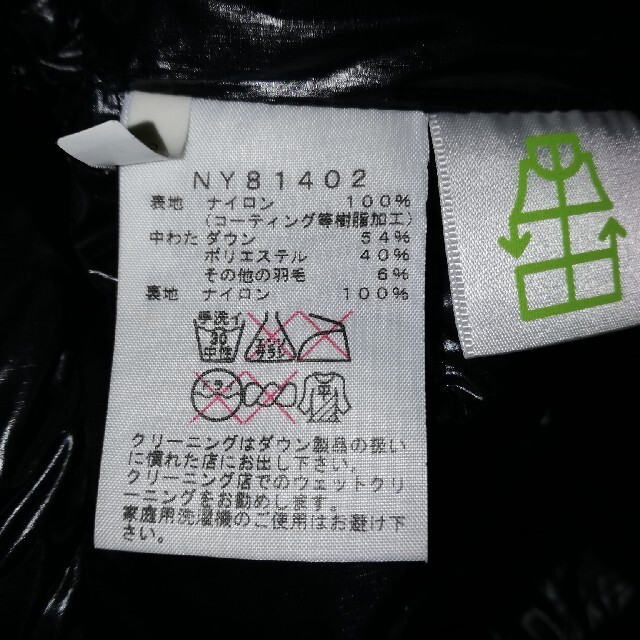 NY81402
表地 ナイロン 100%
(コーティング等樹脂加工)
中わた ダウン 54%
ポリエステル 40%
その他の羽毛 6%
裏地 ナイロン 100%
手洗イ
30
中性
クリーニングはダウン製品の扱い
に慣れた店にお出し下さい。
クリーニング店でのウェットクリ
ーニングをお勧めします。
家庭用洗濯機のご使用はお避け下
さい。